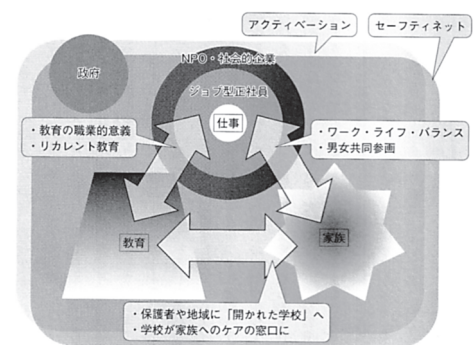 アクティベーション
セーフティネット
政府
NPO・社会的企業
ジョブ型正社員
仕事
・教育の職業的意義
・リカレント教育
・ワーク・ライフ・バランス
・男女共同参画
教育
家族
・保護者や地域に「開かれた学校」へ
・学校が家族へのケアの窓口に